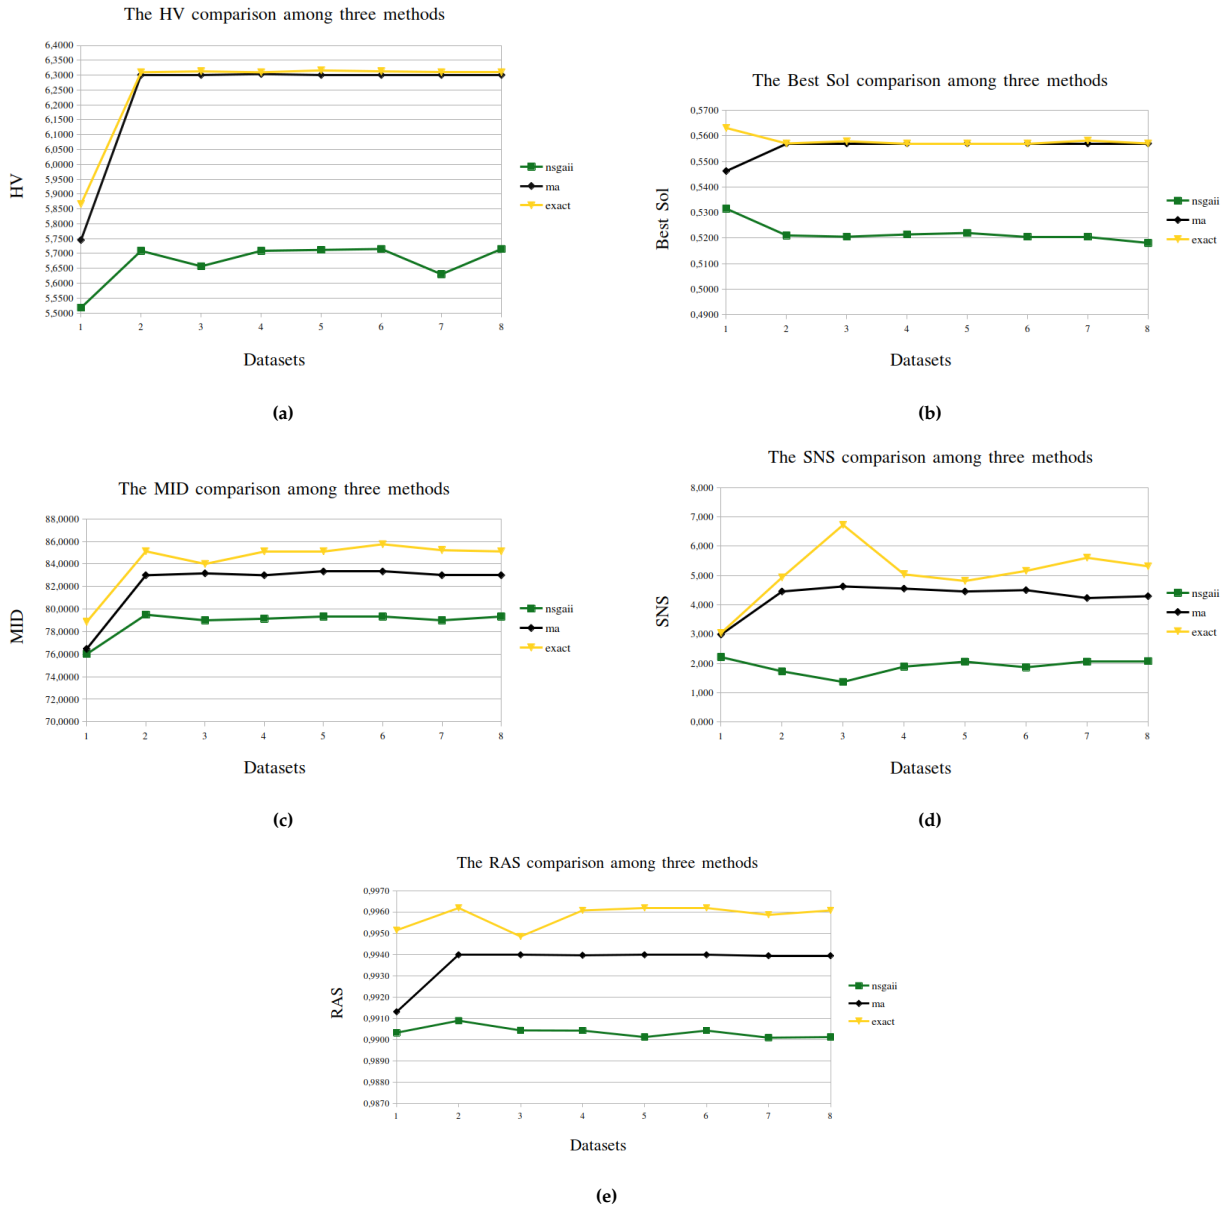 The HV comparison among three methods
6,4000
6,3500
6,3000
6,2500
6,2000
6,1500
6,1000
6,0500
6,0000
5,9500
5,9000
5,8500
5,8000
5,7500
5,7000
5,6500
5,6000
5,5500
5,5000
HV
1 2 3 4 5 6 7 8
Datasets
nsgaii
ma
exact
(a)
The Best Sol comparison among three methods
0,5700
0,5600
0,5500
0,5400
0,5300
0,5200
0,5100
0,5000
0,4900
Best Sol
1 2 3 4 5 6 7 8
Datasets
nsgaii
ma
exact
(b)
The MID comparison among three methods
88,0000
86,0000
84,0000
82,0000
80,0000
78,0000
76,0000
74,0000
72,0000
70,0000
MID
1 2 3 4 5 6 7 8
Datasets
nsgaii
ma
exact
(c)
The SNS comparison among three methods
8,000
7,000
6,000
5,000
4,000
3,000
2,000
1,000
0,000
SNS
1 2 3 4 5 6 7 8
Datasets
nsgaii
ma
exact
(d)
The RAS comparison among three methods
0,9970
0,9960
0,9950
0,9940
0,9930
0,9920
0,9910
0,9900
0,9890
0,9880
0,9870
RAS
1 2 3 4 5 6 7 8
Datasets
nsgaii
ma
exact
(e)